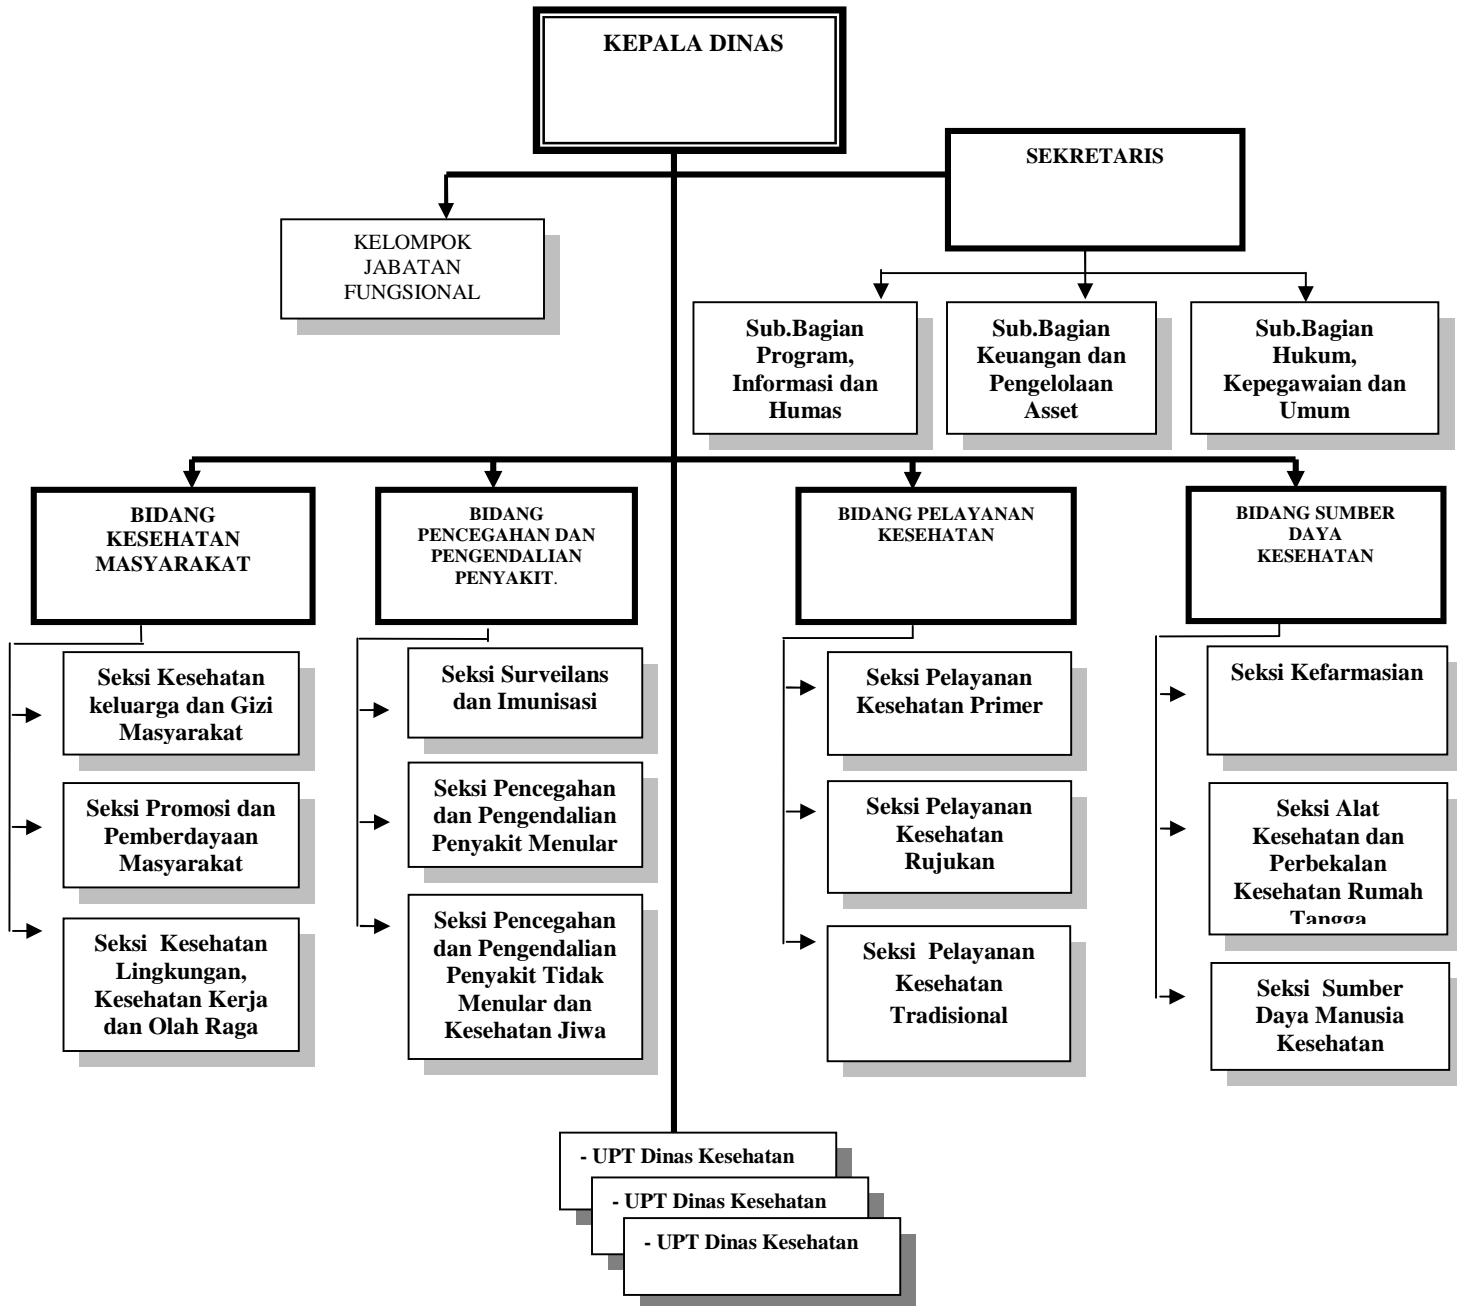 KEPALA DINAS
SEKRETARIS
KELOMPOK
JABATAN
FUNGSIONAL
Sub.Bagian
Program,
Informasi dan
Humas
Sub.Bagian
Keuangan dan
Pengelolaan
Asset
Sub.Bagian
Hukum,
Kepegawaian dan
Umum
BIDANG
KESEHATAN
MASYARAKAT
BIDANG
PENCEGAHAN DAN
PENGENDALIAN
PENYAKIT.
BIDANG PELAYANAN
KESEHATAN
BIDANG SUMBER
DAYA
KESEHATAN
Seksi Kesehatan
keluarga dan Gizi
Masyarakat
Seksi Promosi dan
Pemberdayaan
Masyarakat
Seksi Kesehatan
Lingkungan,
Kesehatan Kerja
dan Olah Raga
Seksi Surveilans
dan Imunisasi
Seksi Pencegahan
dan Pengendalian
Penyakit Menular
Seksi Pencegahan
dan Pengendalian
Penyakit Tidak
Menular dan
Kesehatan Jiwa
Seksi Pelayanan
Kesehatan Primer
Seksi Pelayanan
Kesehatan
Rujukan
Seksi Pelayanan
Kesehatan
Tradisional
Seksi Kefarmasian
Seksi Alat
Kesehatan dan
Perbekalan
Kesehatan Rumah
Tangga
Seksi Sumber
Daya Manusia
Kesehatan
- UPT Dinas Kesehatan
- UPT Dinas Kesehatan
- UPT Dinas Kesehatan